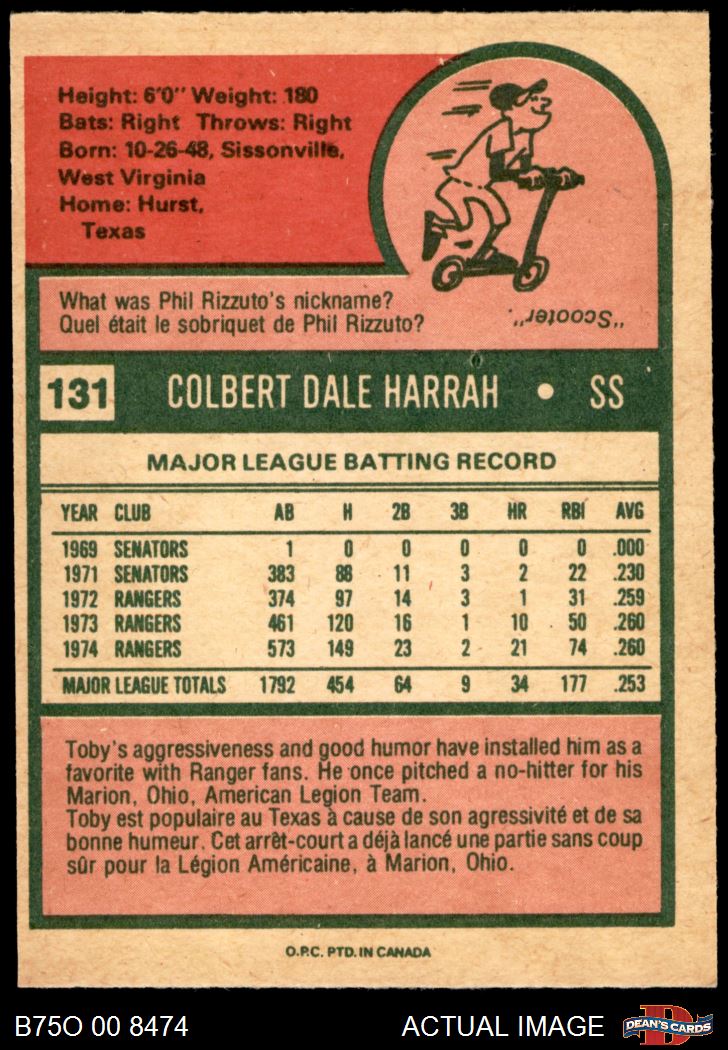 Height: 6'0" Weight: 180
Bats: Right Throws: Right
Born: 10-26-48, Sissonville,
West Virginia
Home: Hurst,
Texas
What was Phil Rizzuto's nickname?
Quel était le sobriquet de Phil Rizzuto?
"Scooter".
131 COLBERT DALE HARRAH • SS
MAJOR LEAGUE BATTING RECORD
YEAR CLUB AB H 2B 3B HR RBI AVG
1969 SENATORS 1 0 0 0 0 0 .000
1971 SENATORS 383 88 11 3 2 22 .230
1972 RANGERS 374 97 14 3 1 31 .259
1973 RANGERS 461 120 16 1 10 50 .260
1974 RANGERS 573 149 23 2 21 74 .260
MAJOR LEAGUE TOTALS 1792 454 64 9 34 177 .253
Toby's aggressiveness and good humor have installed him as a
favorite with Ranger fans. He once pitched a no-hitter for his
Marion, Ohio, American Legion Team.
Toby est populaire au Texas à cause de son agressivité et de sa
bonne humeur. Cet arrèt-court a déjà lancé une partie sans coup
sûr pour la Légion Américaine, à Marion, Ohio.
O.P.C. PTD. IN CANADA
B75O 00 8474 ACTUAL IMAGE
D
DEAN'S CARDS